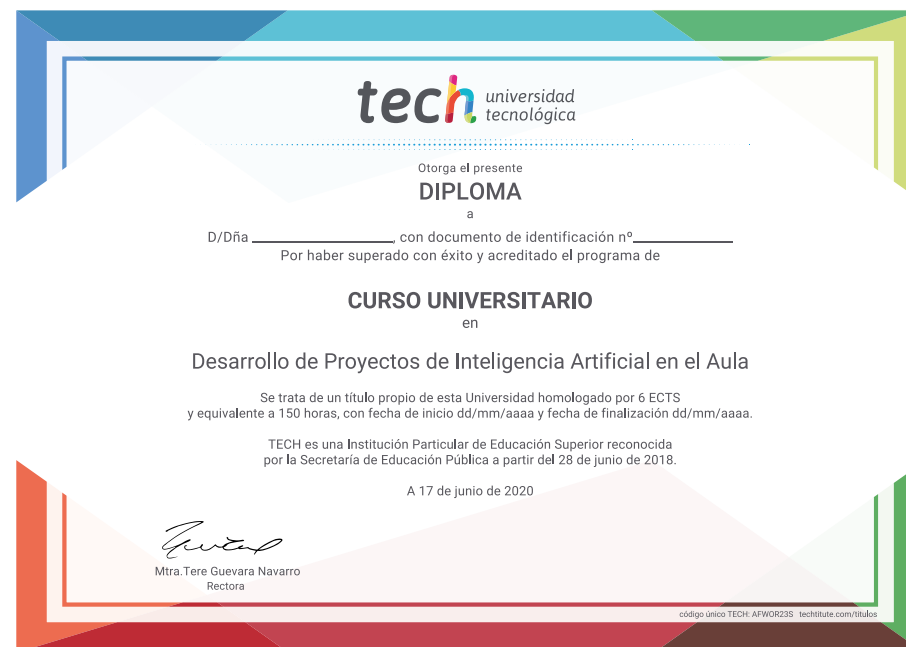 tech universidad
tecnológica
Otorga el presente
DIPLOMA
a
D/Dña ____________________, con documento de identificación nº______________
Por haber superado con éxito y acreditado el programa de
CURSO UNIVERSITARIO
en
Desarrollo de Proyectos de Inteligencia Artificial en el Aula
Se trata de un título propio de esta Universidad homologado por 6 ECTS
y equivalente a 150 horas, con fecha de inicio dd/mm/aaaa y fecha de finalización dd/mm/aaaa.
TECH es una Institución Particular de Educación Superior reconocida
por la Secretaría de Educación Pública a partir del 28 de junio de 2018.
A 17 de junio de 2020
Mtra.Tere Guevara Navarro
Rectora
código único TECH: AFWOR23S techtitute.com/titulos